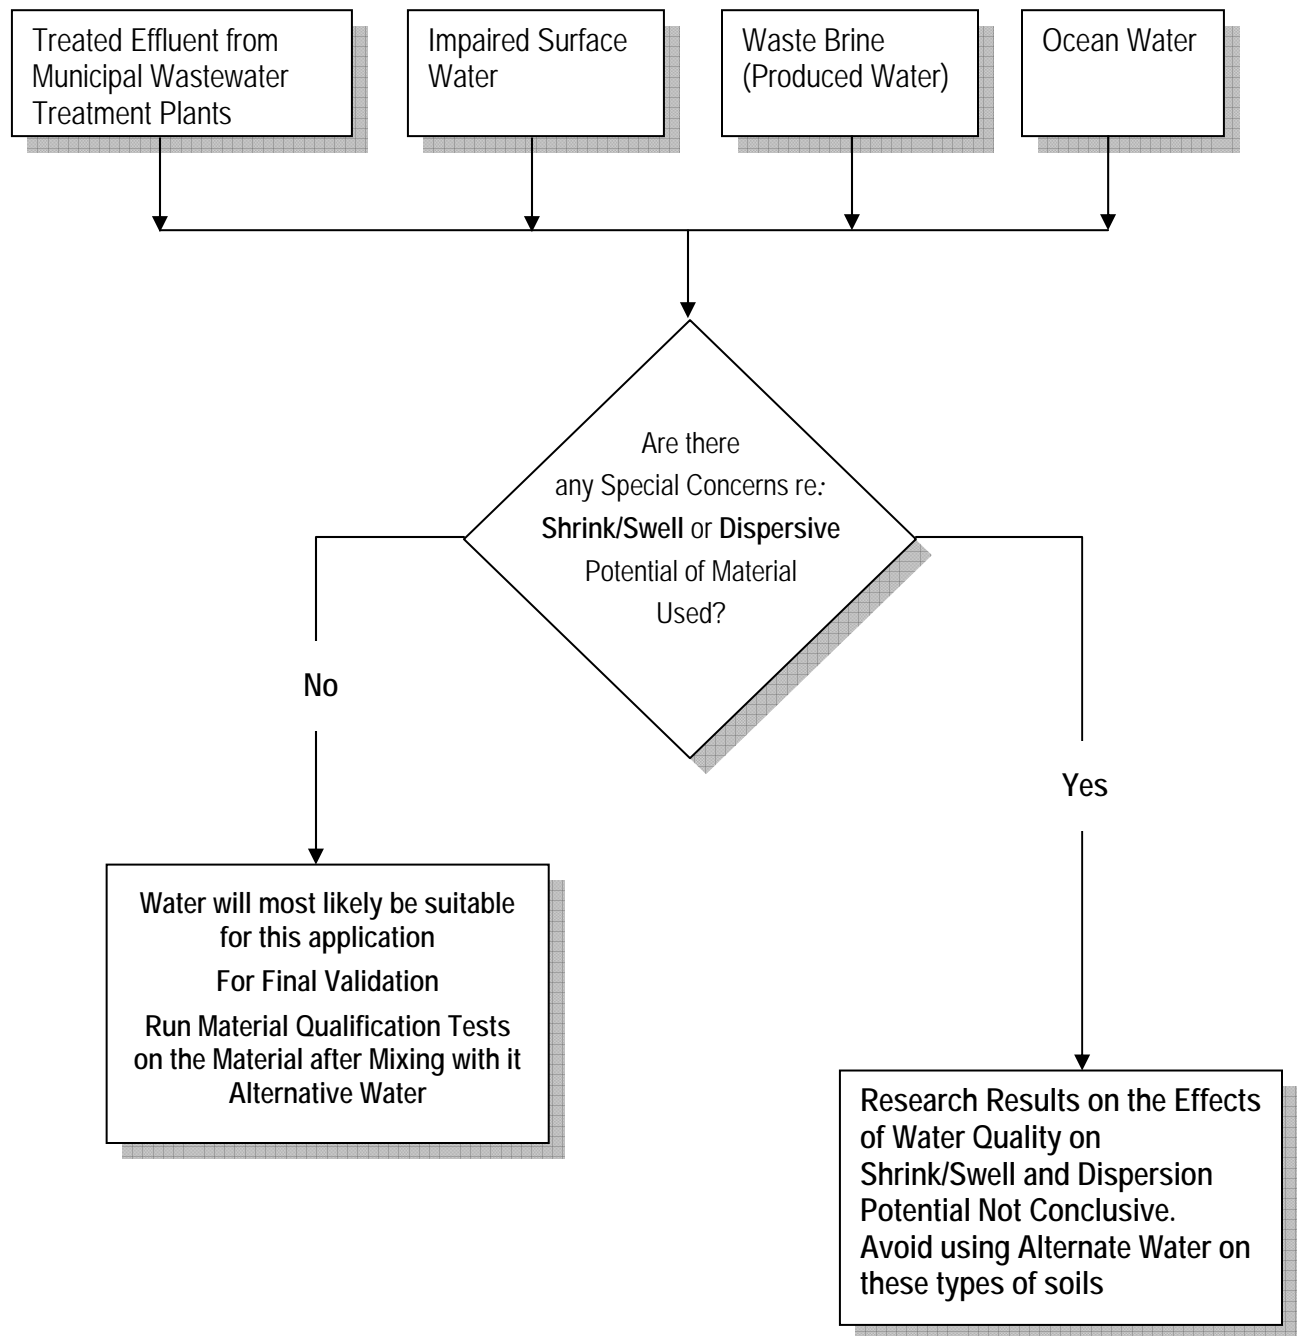 Treated Effluent from
Municipal Wastewater
Treatment Plants
Impaired Surface
Water
Waste Brine
(Produced Water)
Ocean Water
Are there
any Special Concerns re:
Shrink/Swell or Dispersive
Potential of Material
Used?
No
Yes
Water will most likely be suitable
for this application
For Final Validation
Run Material Qualification Tests
on the Material after Mixing with it
Alternative Water
Research Results on the Effects
of Water Quality on
Shrink/Swell and Dispersion
Potential Not Conclusive.
Avoid using Alternate Water on
these types of soils